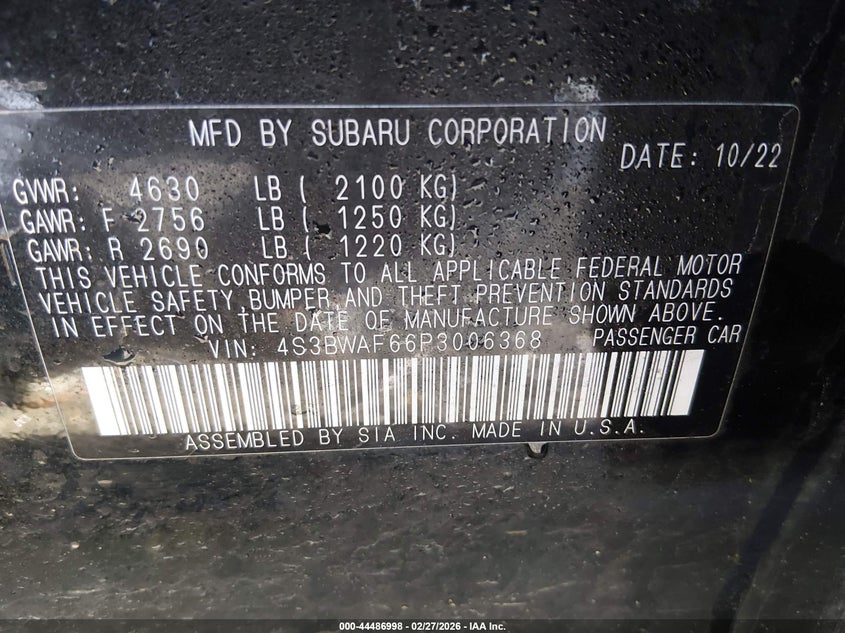 MFD BY SUBARU CORPORATION
DATE: 10/22
GVWR: 4630 LB ( 2100 KG)
GAWR: F 2756 LB ( 1250 KG)
GAWR: R 2690 LB ( 1220 KG)
THIS VEHICLE CONFORMS TO ALL APPLICABLE FEDERAL MOTOR
VEHICLE SAFETY BUMPER AND THEFT PREVENTION STANDARDS
IN EFFECT ON THE DATE OF MANUFACTURE SHOWN ABOVE.
VIN: 4S3BWAF66P3006368 PASSENGER CAR
ASSEMBLED BY SIA INC. MADE IN U.S.A.
000-44486998 02/27/2026 - IAA Inc.